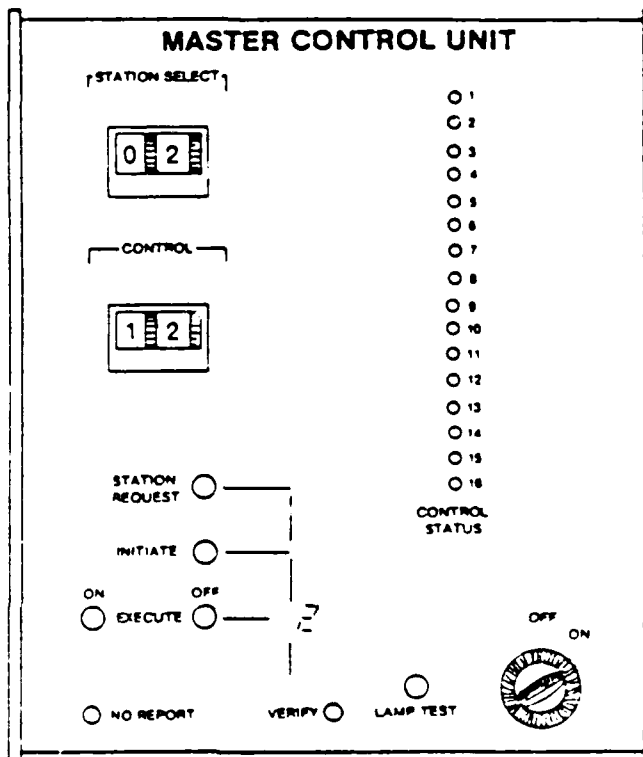 MASTER CONTROL UNIT
STATION SELECT
0 2
CONTROL
1 2
1
2
3
4
5
6
7
8
9
10
11
12
13
14
15
16
CONTROL
STATUS
STATION
REQUEST
INITIATE
ON
OFF
EXECUTE
2
OFF
ON
NO REPORT
VERIFY
LAMP TEST